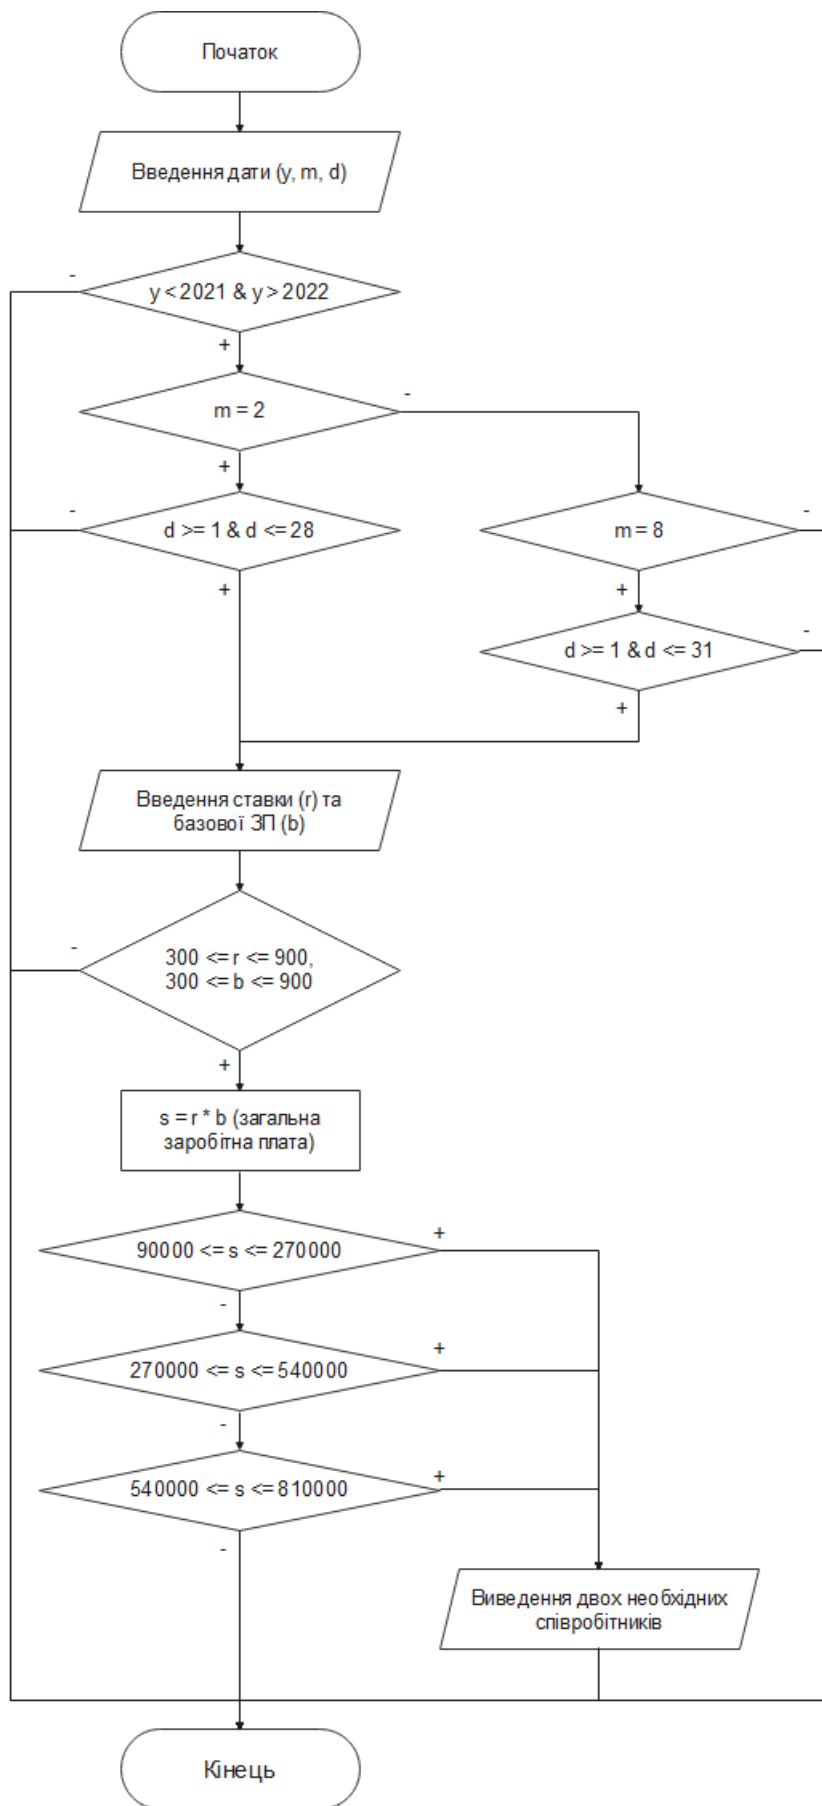 Початок
Введення дати (y, m, d)
-
y < 2021 & y > 2022
+
m = 2
-
+
-
d >= 1 & d <= 28
m = 8
-
+
+
-
d >= 1 & d <= 31
+
Введення ставки (r) та
базової ЗП (b)
-
300 <= r <= 900,
300 <= b <= 900
+
s = r * b (загальна
заробітна плата)
+
90000 <= s <= 270000
-
+
270000 <= s <= 540000
-
+
540000 <= s <= 810000
-
Виведення двох необхідних
співробітників
Кінець